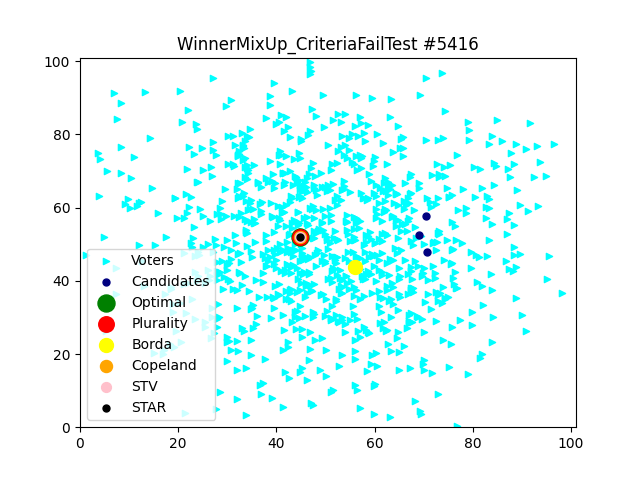 WinnerMixUp_CriteriaFailTest #5416
100
80
60
40
20
0
0 20 40 60 80 100
Voters
Candidates
Optimal
Plurality
Borda
Copeland
STV
STAR